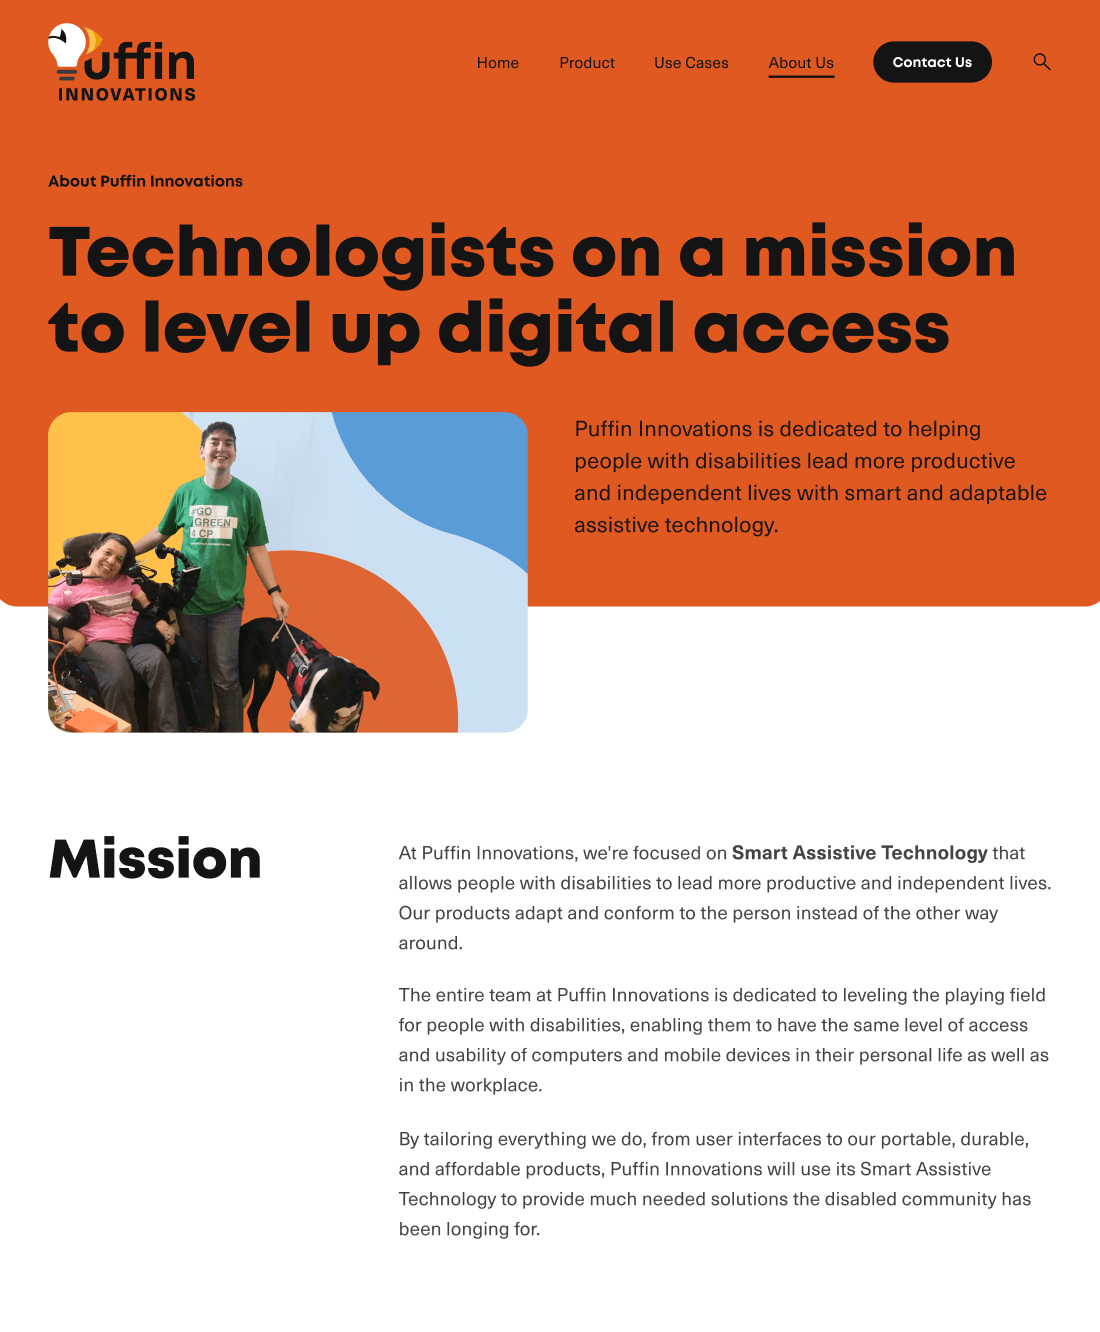 Puffin
INNOVATIONS
Home
Product
Use Cases
About Us
Contact Us
About Puffin Innovations
Technologists on a mission
to level up digital access
#GO
GREEN
4 CP
Puffin Innovations is dedicated to helping
people with disabilities lead more productive
and independent lives with smart and adaptable
assistive technology.
Mission
At Puffin Innovations, we're focused on Smart Assistive Technology that
allows people with disabilities to lead more productive and independent lives.
Our products adapt and conform to the person instead of the other way
around.
The entire team at Puffin Innovations is dedicated to leveling the playing field
for people with disabilities, enabling them to have the same level of access
and usability of computers and mobile devices in their personal life as well as
in the workplace.
By tailoring everything we do, from user interfaces to our portable, durable,
and affordable products, Puffin Innovations will use its Smart Assistive
Technology to provide much needed solutions the disabled community has
been longing for.